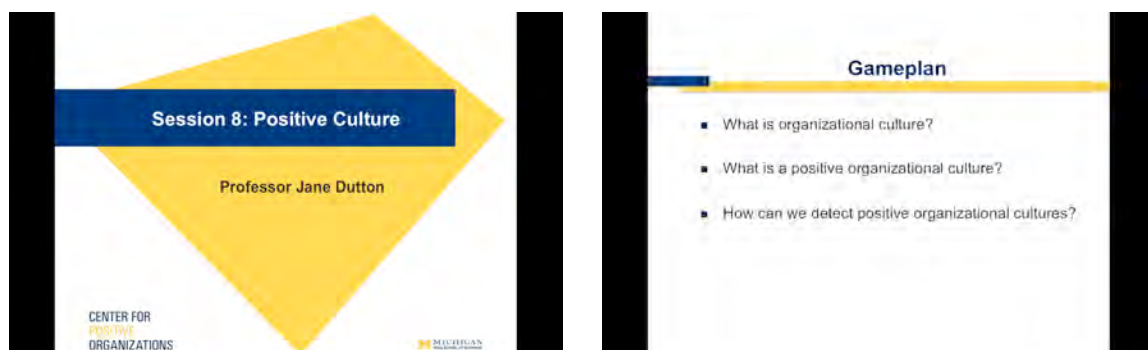 Session 8: Positive Culture
Professor Jane Dutton
CENTER FOR
POSITIVE
ORGANIZATIONS
MICHIGAN
Gameplan
What is organizational culture?
What is a positive organizational culture?
How can we detect positive organizational cultures?